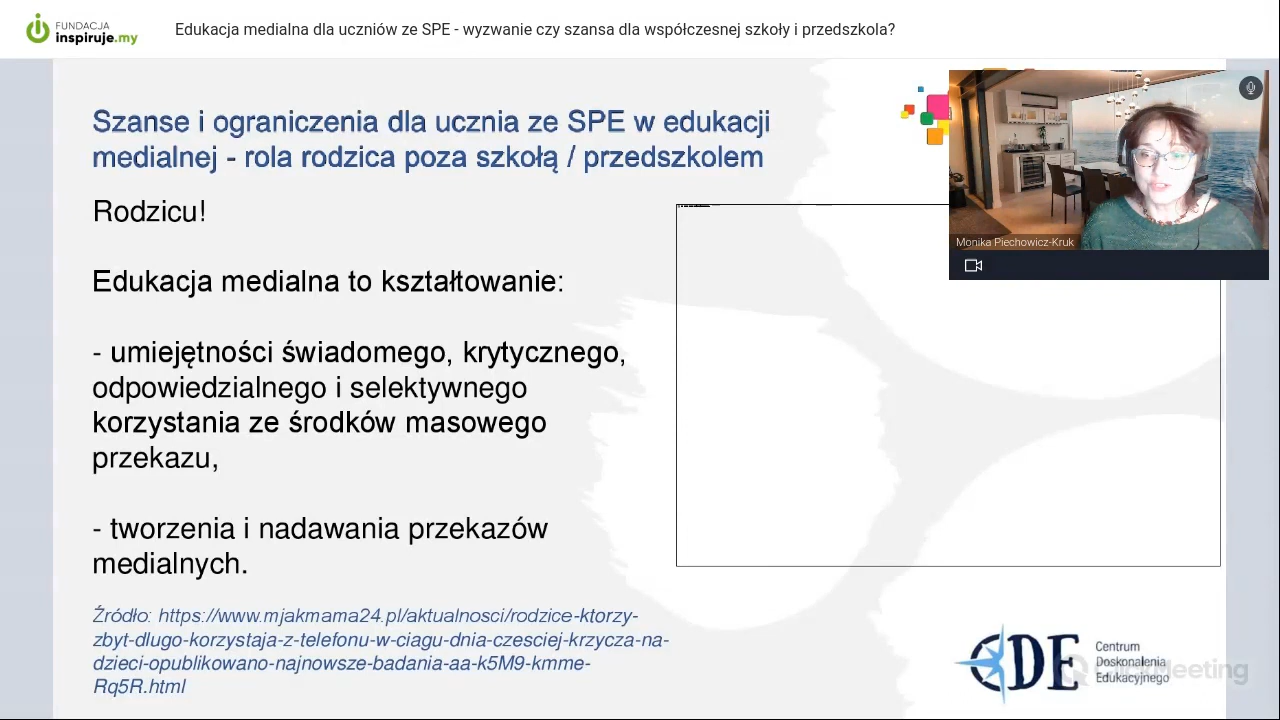 FUNDACJA
inspiruje.my
Edukacja medialna dla uczniów ze SPE - wyzwanie czy szansa dla współczesnej szkoły i przedszkola?
Szanse i ograniczenia dla ucznia ze SPE w edukacji
medialnej - rola rodzica poza szkołą / przedszkolem
Rodzicu!
Edukacja medialna to kształtowanie:
- umiejętności świadomego, krytycznego,
odpowiedzialnego i selektywnego
korzystania ze środków masowego
przekazu,
- tworzenia i nadawania przekazów
medialnych.
Źródło: https://www.mjakmama24.pl/aktualnosci/rodzice-ktorzy-
zbyt-dlugo-korzystaja-z-telefonu-w-ciagu-dnia-czesciej-krzycza-na-
dzieci-opublikowano-najnowsze-badania-aa-k5M9-kmme-
Rq5R.html
Monika Piechowicz-Kruk
CDE
Centrum
Doskonalenia
Edukacyjnego
ClickMeeting